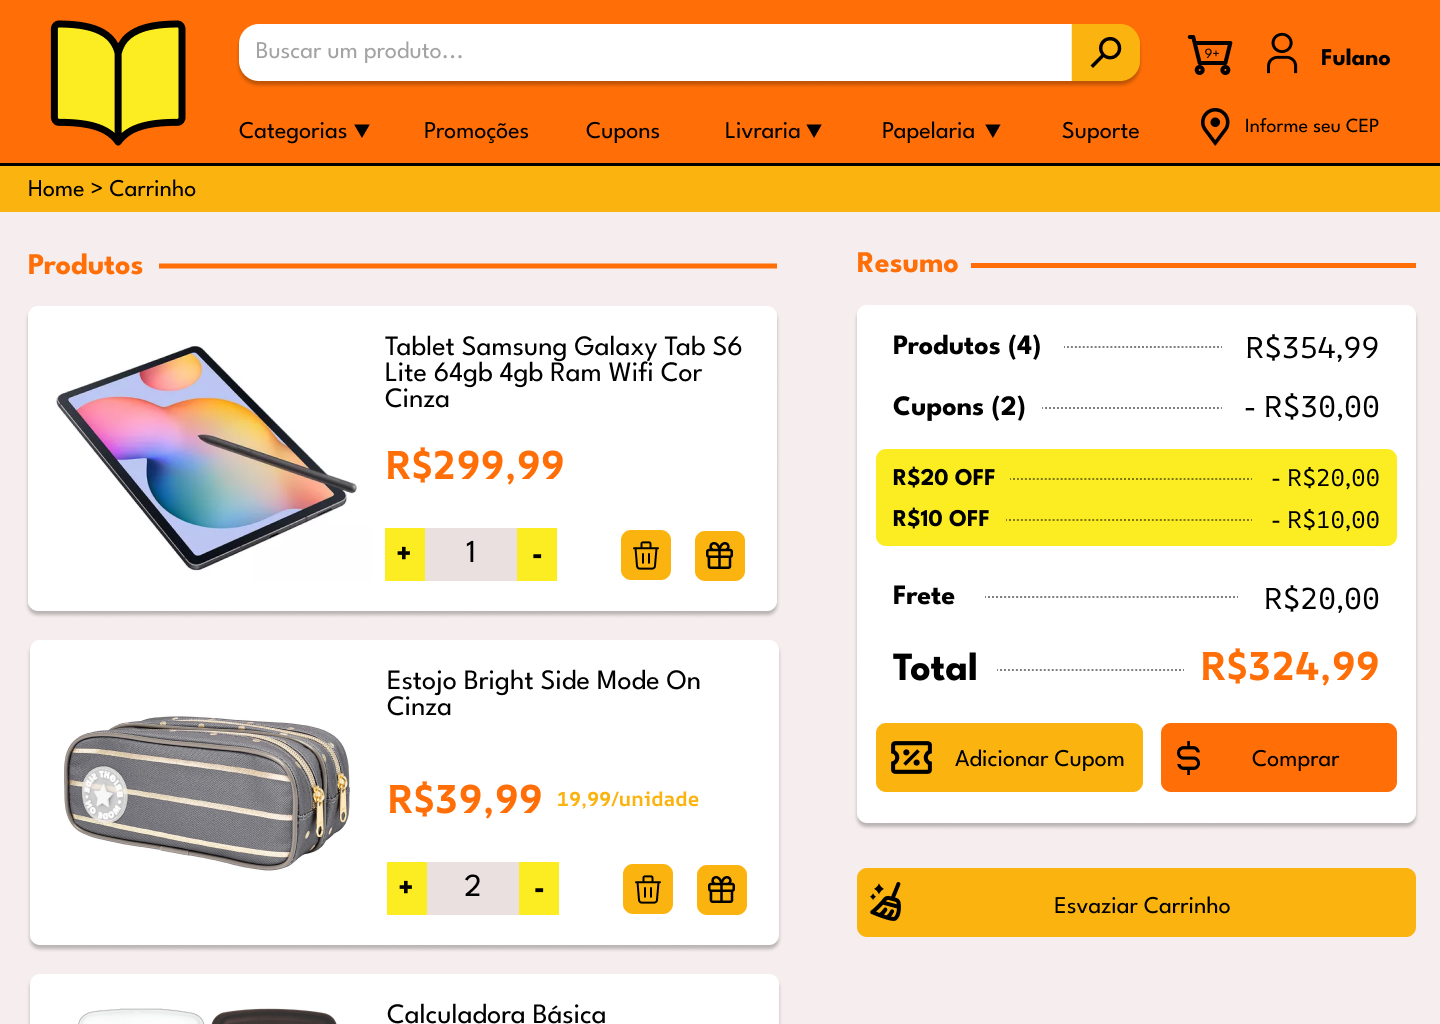 Buscar um produto...
9+
Fulano
Categorias ▼
Promoções
Cupons
Livraria ▼
Papelaria ▼
Suporte
Informe seu CEP
Home > Carrinho
Produtos
Tablet Samsung Galaxy Tab S6
Lite 64gb 4gb Ram Wifi Cor
Cinza
R$299,99
+ 1 -
Estojo Bright Side Mode On
Cinza
R$39,99 19,99/unidade
+ 2 -
Calculadora Básica
Resumo
Produtos (4) R$354,99
Cupons (2) - R$30,00
R$20 OFF - R$20,00
R$10 OFF - R$10,00
Frete R$20,00
Total R$324,99
Adicionar Cupom
$ Comprar
Esvaziar Carrinho